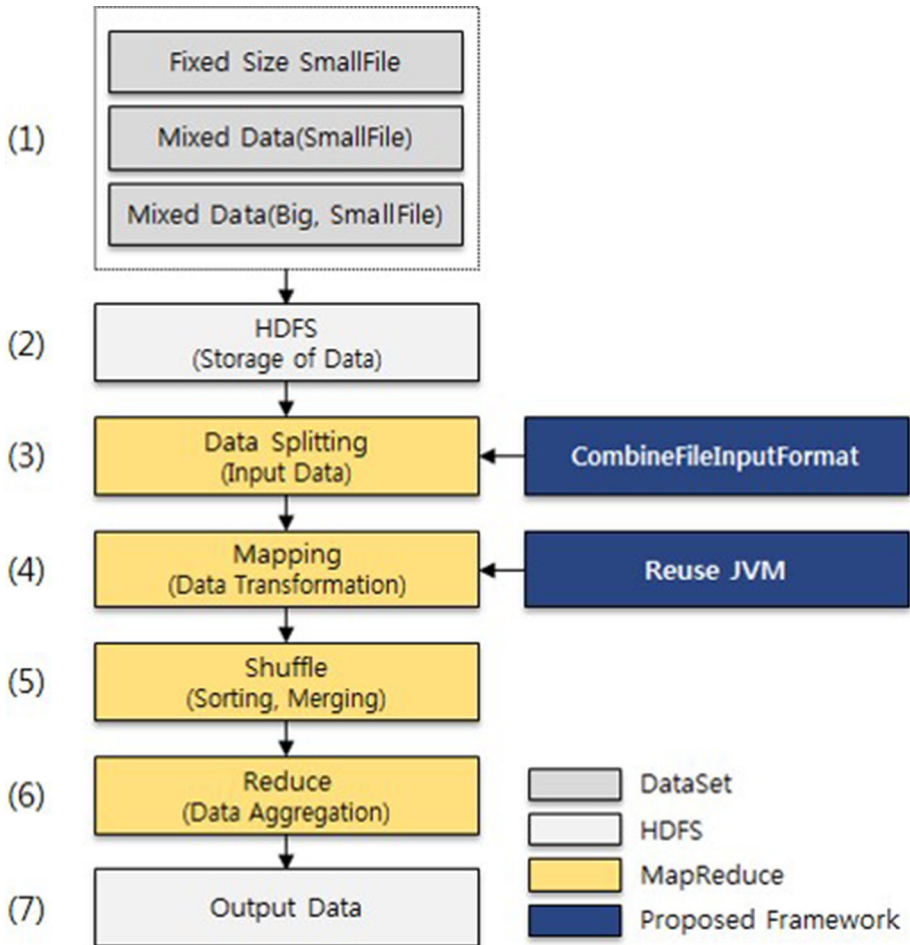 Fixed Size SmallFile
(1)
Mixed Data(SmallFile)
Mixed Data(Big, SmallFile)
(2)
HDFS
(Storage of Data)
(3)
Data Splitting
(Input Data)
CombineFileInputFormat
(4)
Mapping
(Data Transformation)
Reuse JVM
(5)
Shuffle
(Sorting, Merging)
(6)
Reduce
(Data Aggregation)
(7)
Output Data
DataSet
HDFS
MapReduce
Proposed Framework